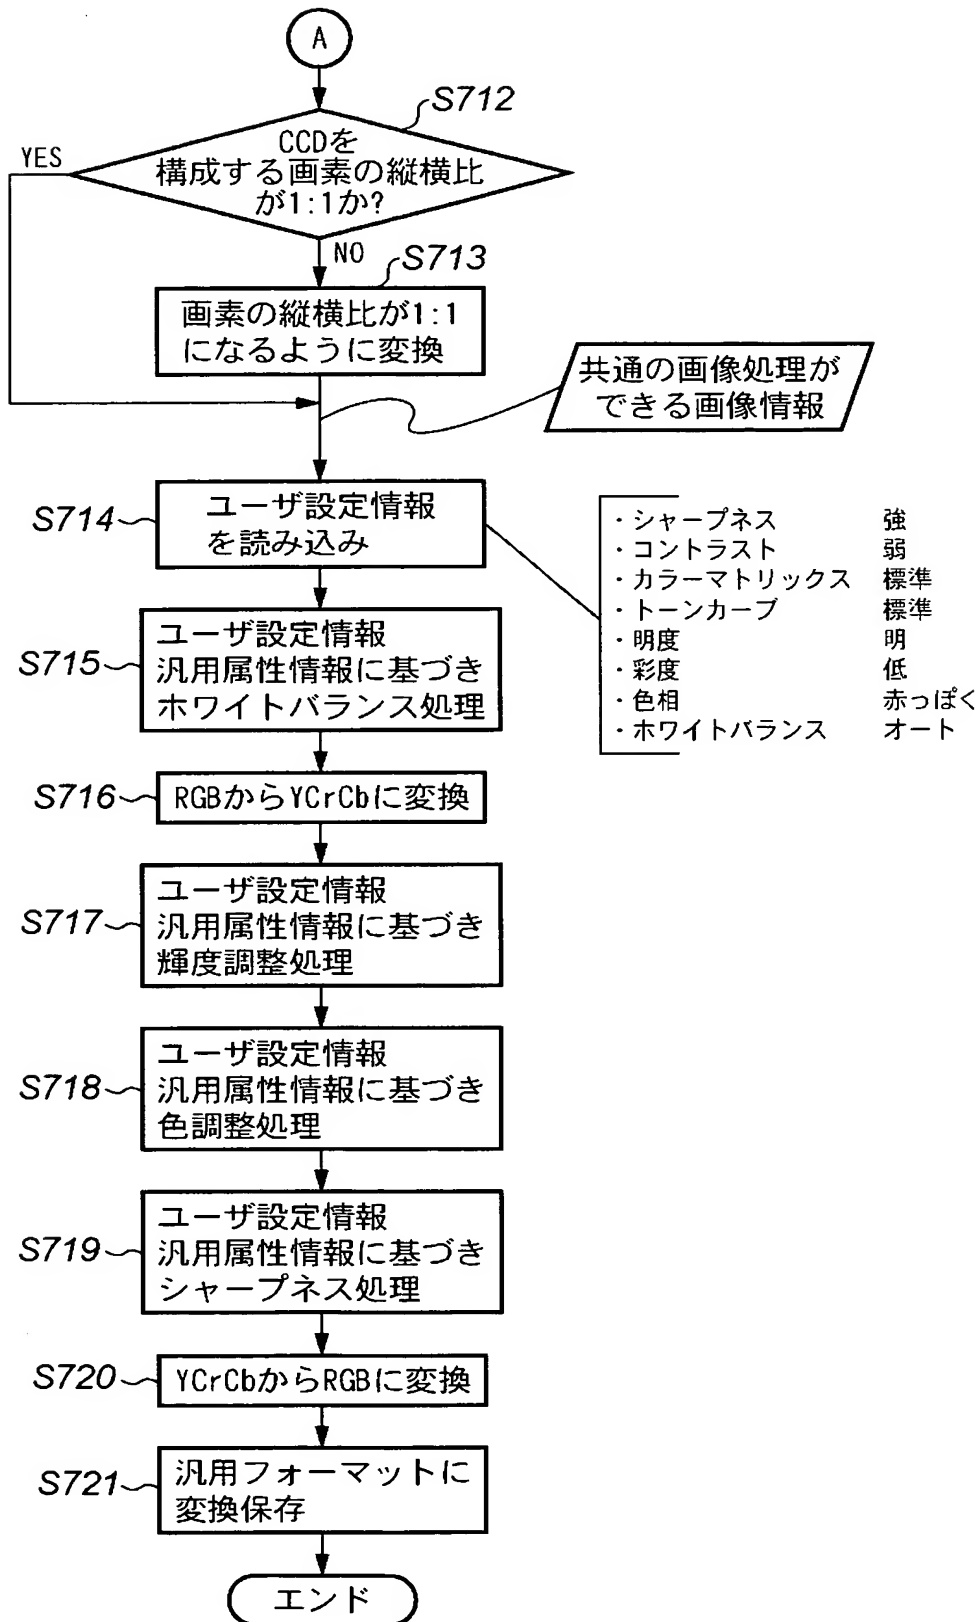 A
S712
YES
CCDを
構成する画素の縦横比
が1:1か?
NO
S713
画素の縦横比が1:1
になるように変換
共通の画像処理が
できる画像情報
S714
ユーザ設定情報
を読み込み
・シャープネス 強
・コントラスト 弱
・カラーマトリックス 標準
・トーンカーブ 標準
・明度 明
・彩度 低
・色相 赤っぽく
・ホワイトバランス オート
S715
ユーザ設定情報
汎用属性情報に基づき
ホワイトバランス処理
S716
RGBからYCrCbに変換
S717
ユーザ設定情報
汎用属性情報に基づき
輝度調整処理
S718
ユーザ設定情報
汎用属性情報に基づき
色調整処理
S719
ユーザ設定情報
汎用属性情報に基づき
シャープネス処理
S720
YCrCbからRGBに変換
S721
汎用フォーマットに
変換保存
エンド